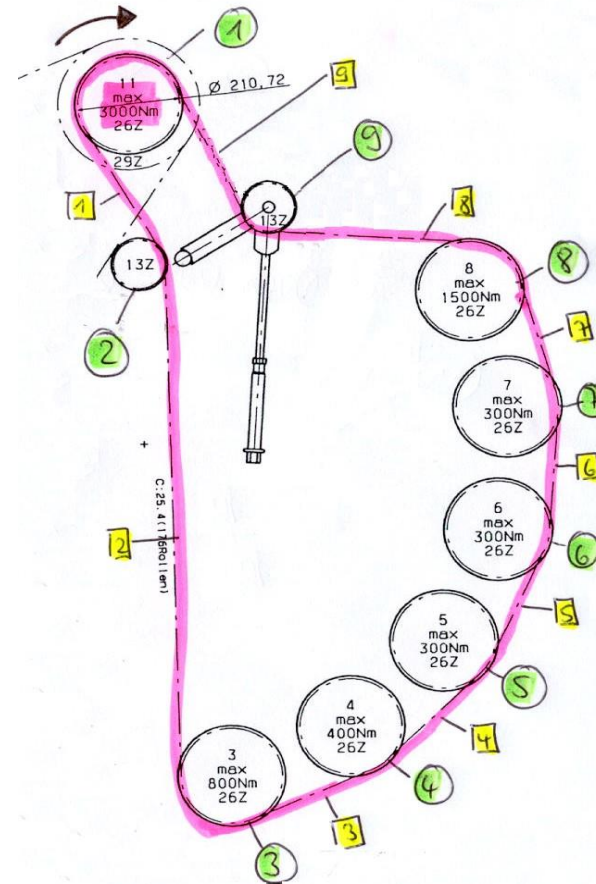 1
11
max
3000Nm
26Z
29Z
Ø 210,72
9
9
1
13Z
13Z
2
8
8
8
max
1500Nm
26Z
7
7
7
max
300Nm
26Z
6
6
6
max
300Nm
26Z
C:25.4(176Rollen)
2
5
5
5
max
300Nm
26Z
4
4
4
max
400Nm
26Z
3
3
3
max
800Nm
26Z